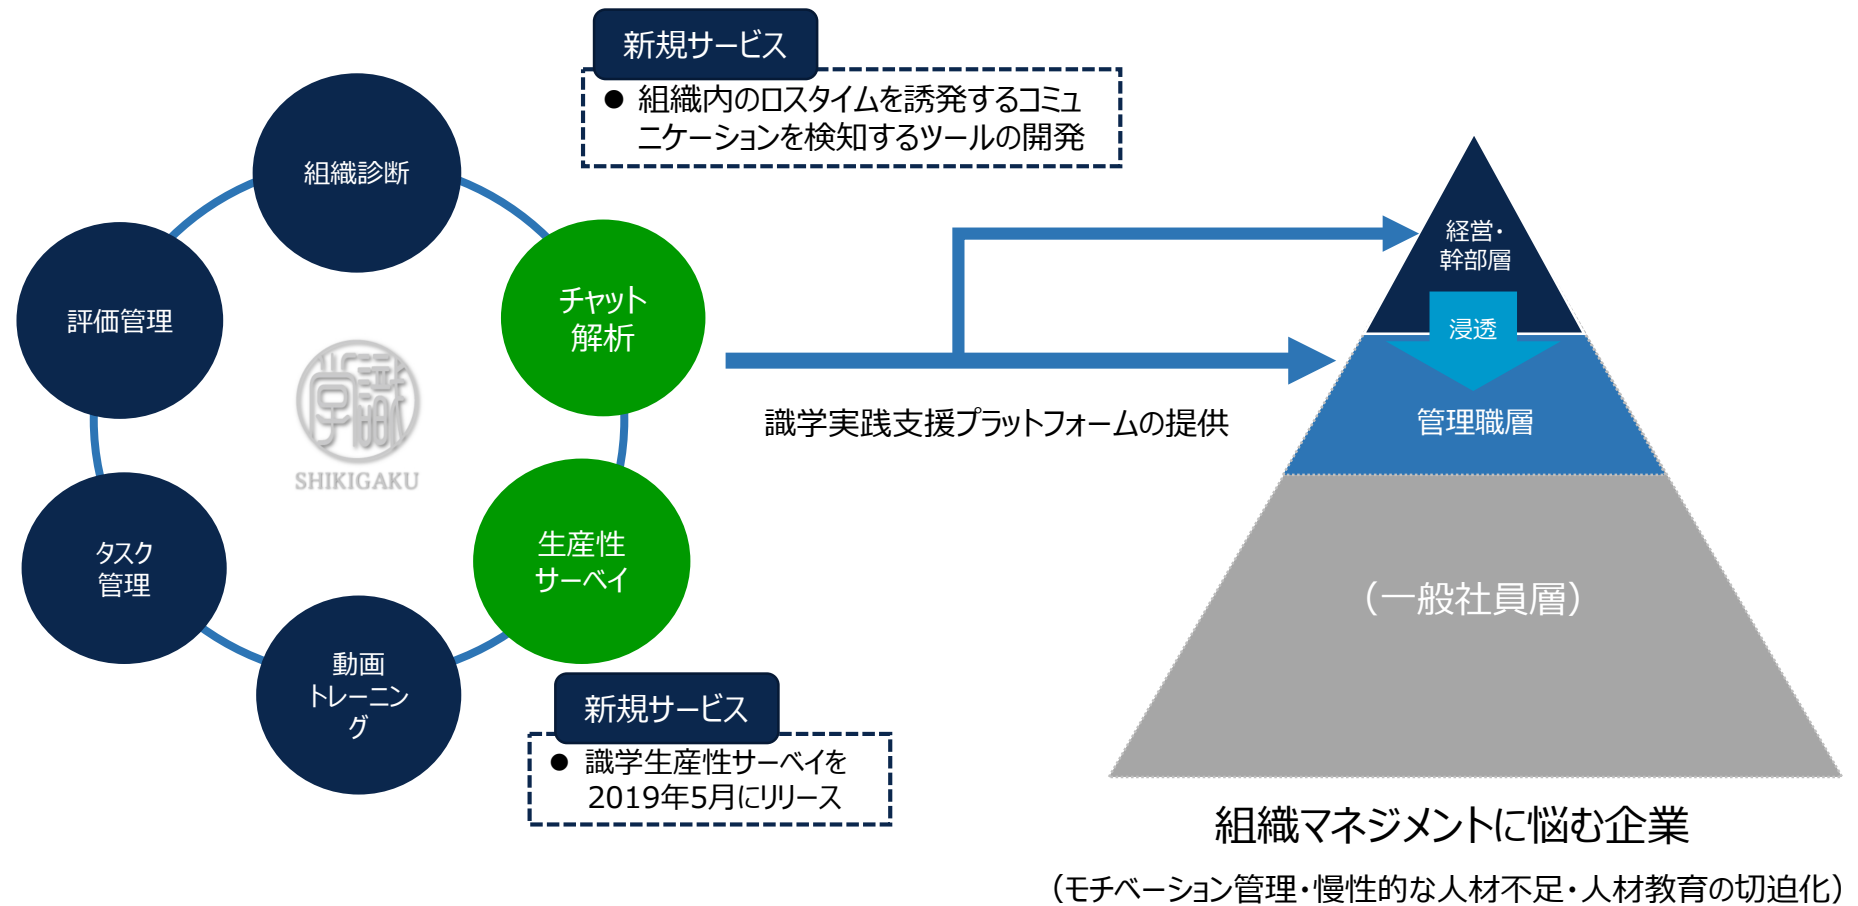 新規サービス
● 組織内のロスタイムを誘発するコミュ
ニケーションを検知するツールの開発
組織診断
評価管理
チャット
解析
識学
SHIKIGAKU
タスク
管理
生産性
サーベイ
動画
トレーニン
グ
新規サービス
● 識学生産性サーベイを
2019年5月にリリース
識学実践支援プラットフォームの提供
経営・
幹部層
浸透
管理職層
（一般社員層）
組織マネジメントに悩む企業
（モチベーション管理・慢性的な人材不足・人材教育の切迫化）